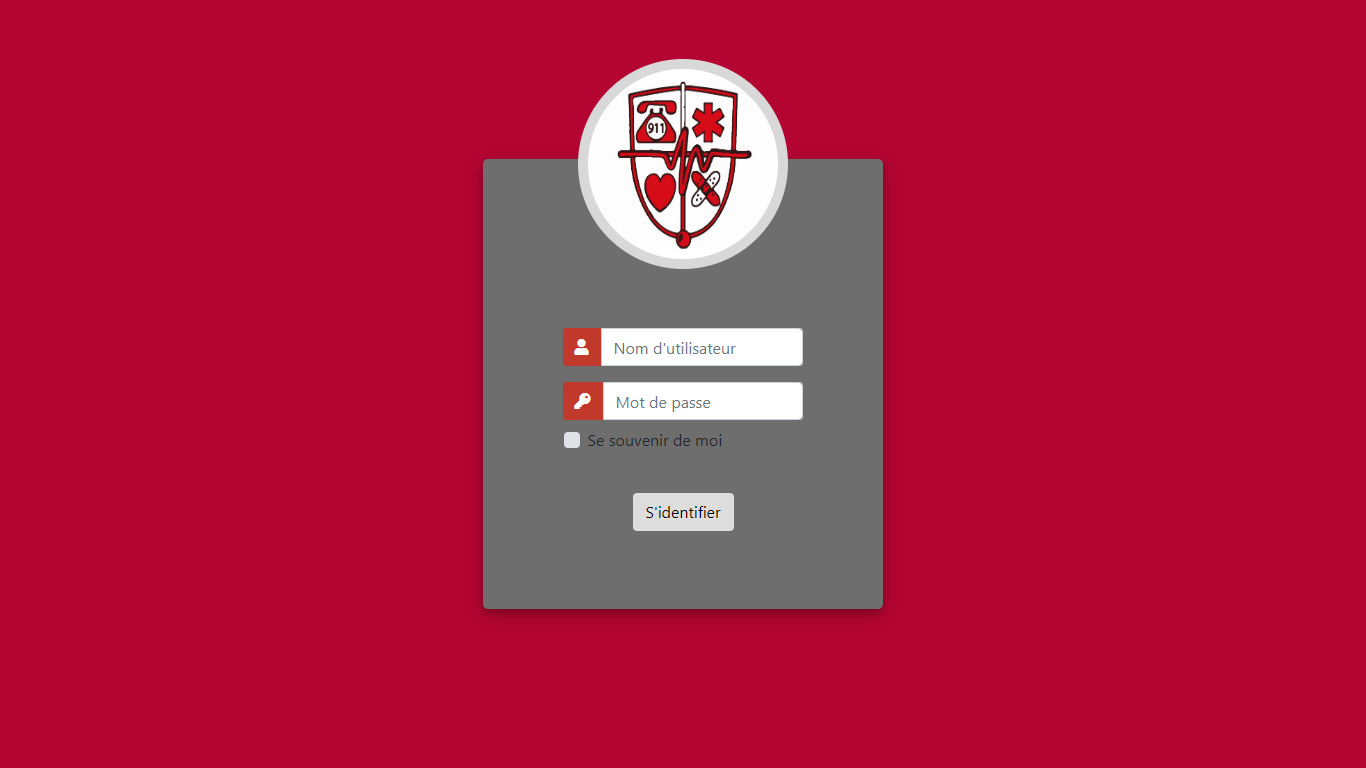 911
Nom d'utilisateur
Mot de passe
Se souvenir de moi
S'identifier